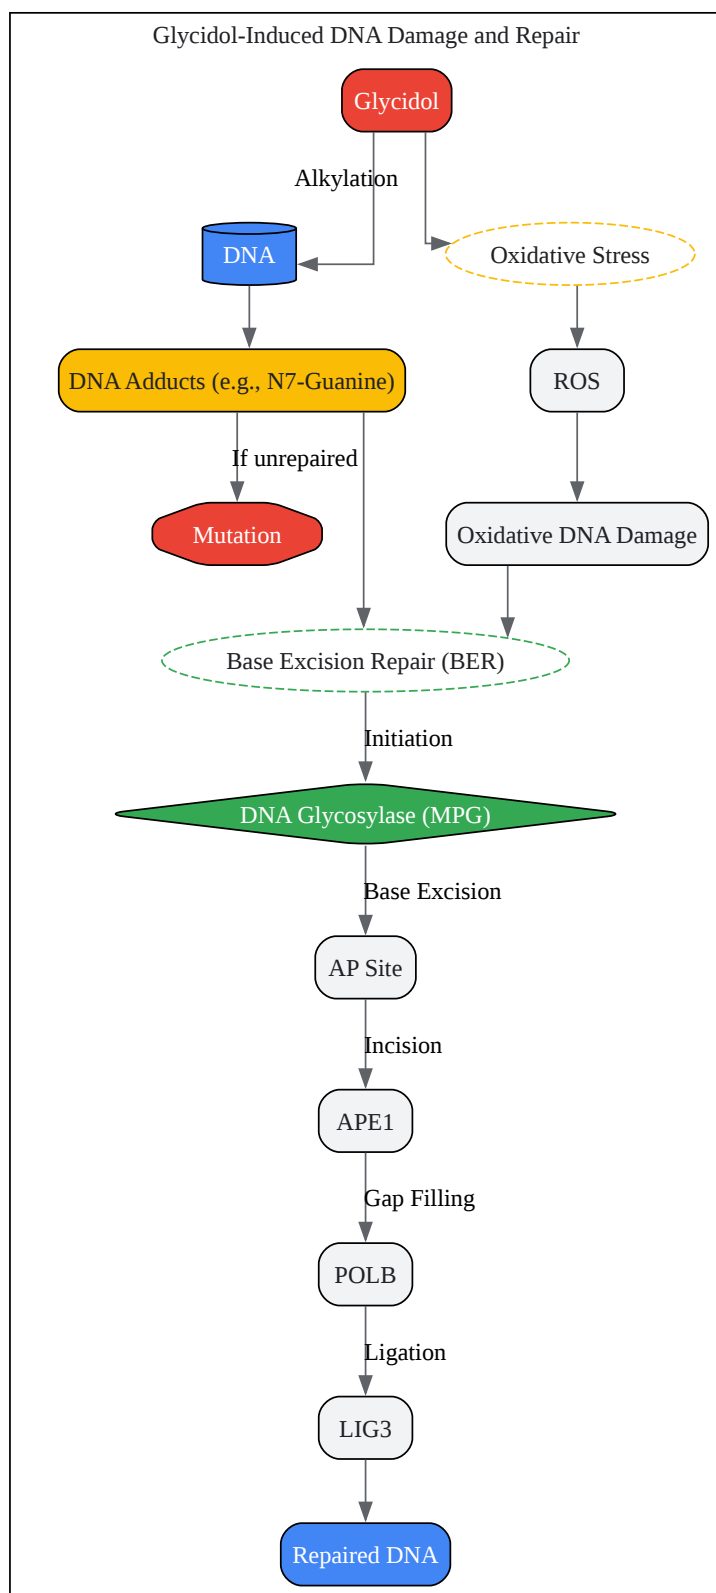 Glycidol-Induced DNA Damage and Repair
Glycidol
Alkylation
DNA
Oxidative Stress
DNA Adducts (e.g., N7-Guanine)
ROS
If unrepaired
Mutation
Oxidative DNA Damage
Base Excision Repair (BER)
Initiation
DNA Glycosylase (MPG)
Base Excision
AP Site
Incision
APE1
Gap Filling
POLB
Ligation
LIG3
Repaired DNA